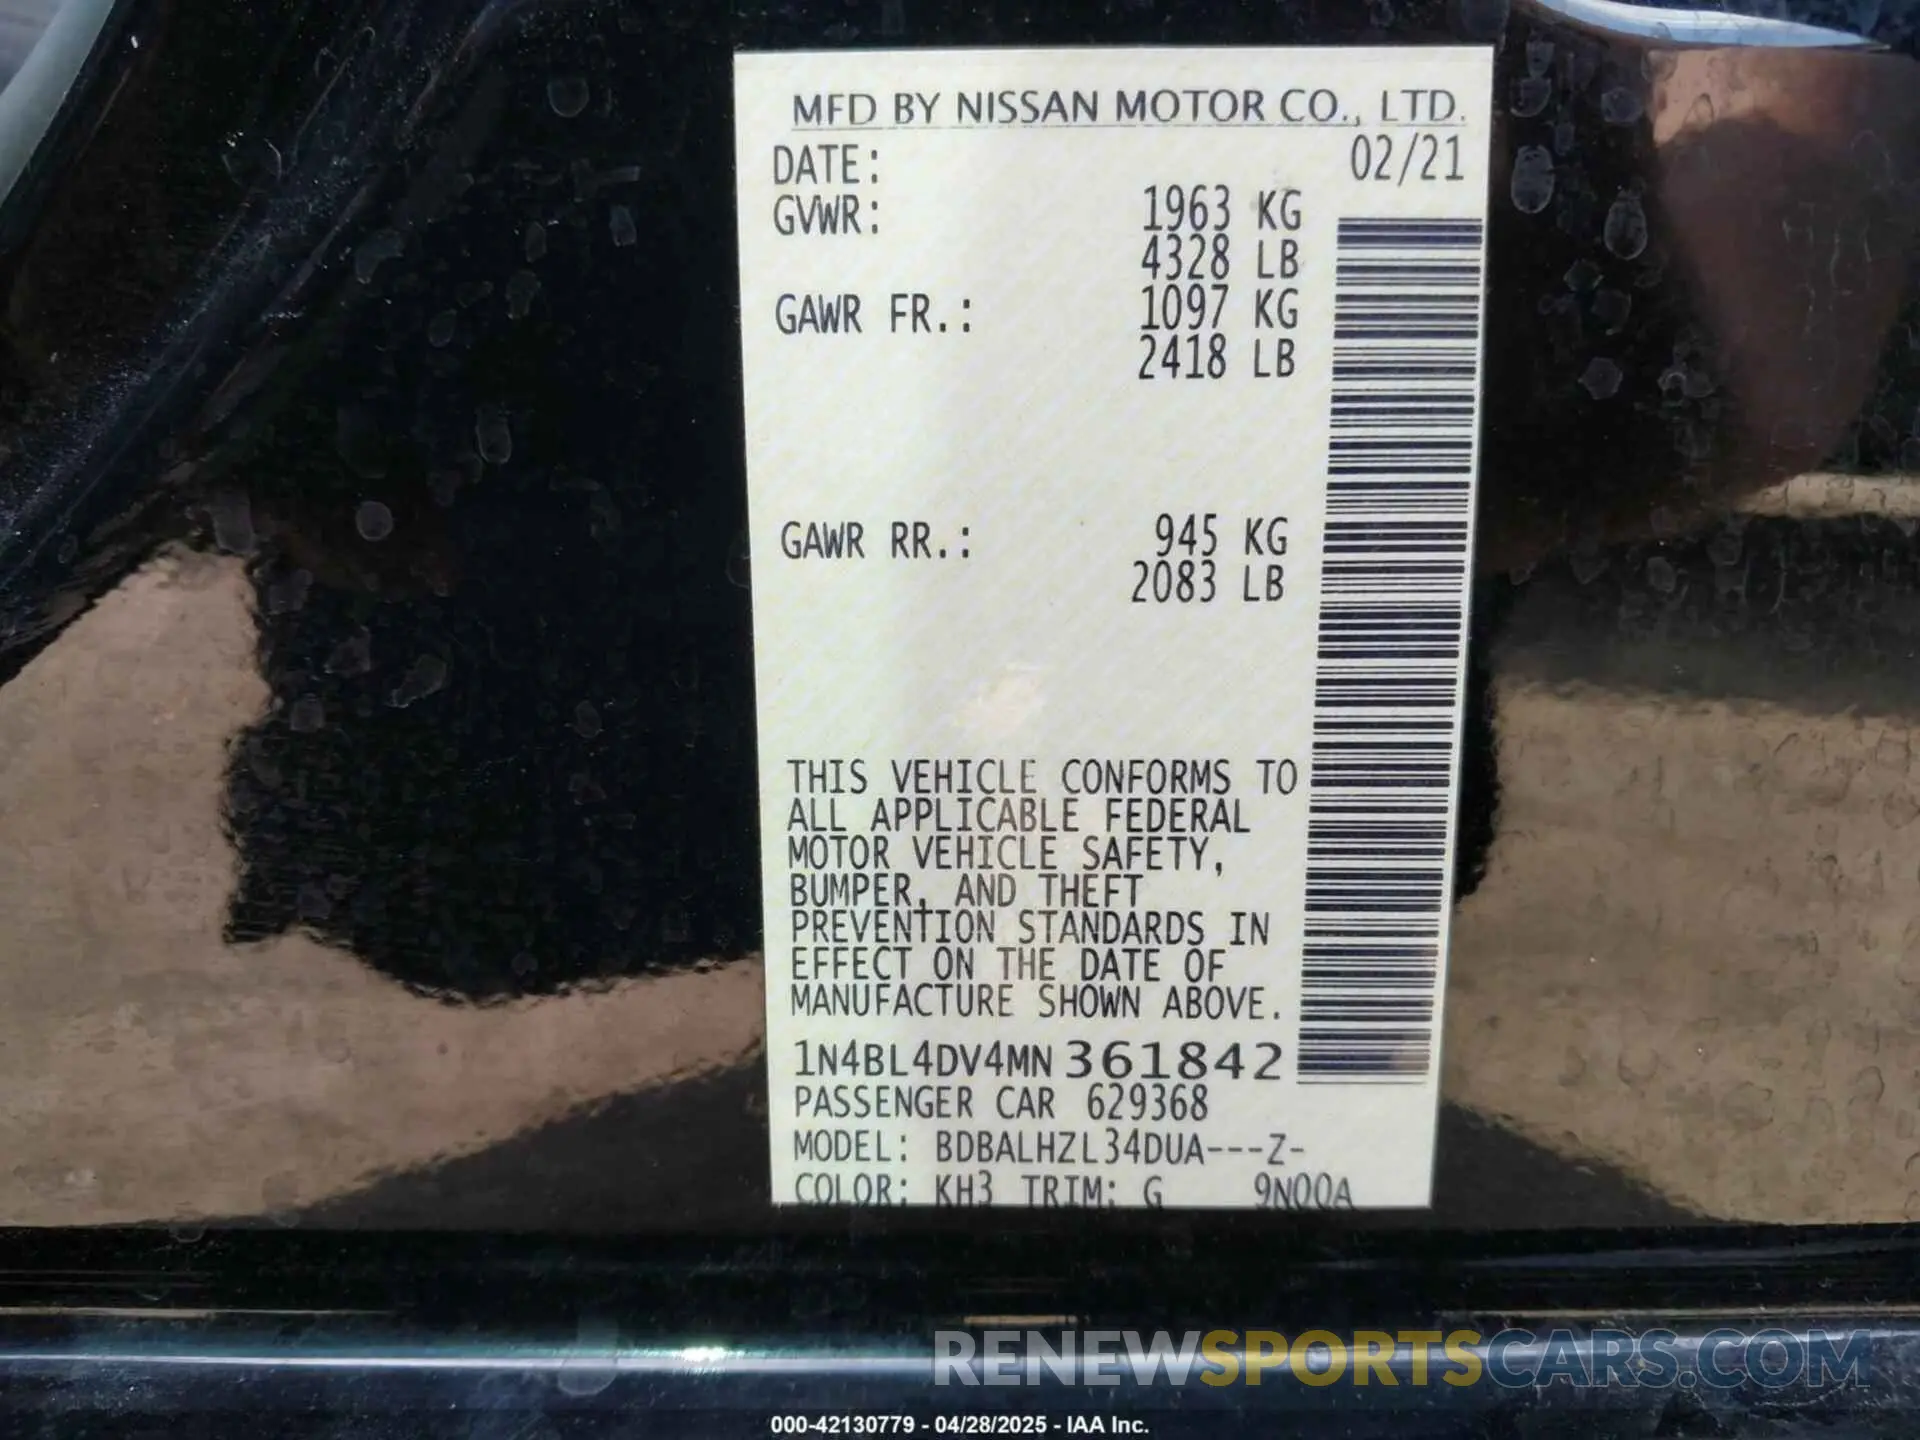 MFD BY NISSAN MOTOR CO., LTD.
DATE: 02/21
GVWR: 1963 KG
4328 LB
GAWR FR.: 1097 KG
2418 LB
GAWR RR.: 945 KG
2083 LB
THIS VEHICLE CONFORMS TO
ALL APPLICABLE FEDERAL
MOTOR VEHICLE SAFETY,
BUMPER, AND THEFT
PREVENTION STANDARDS IN
EFFECT ON THE DATE OF
MANUFACTURE SHOWN ABOVE.
1N4BL4DV4MN361842
PASSENGER CAR 629368
MODEL: BDBALHZL34DUA---Z-
COLOR: KH3 TRIM: G 9N00A
RENEWSPORTSCARS.COM
000-42130779 - 04/28/2025 - IAA Inc.